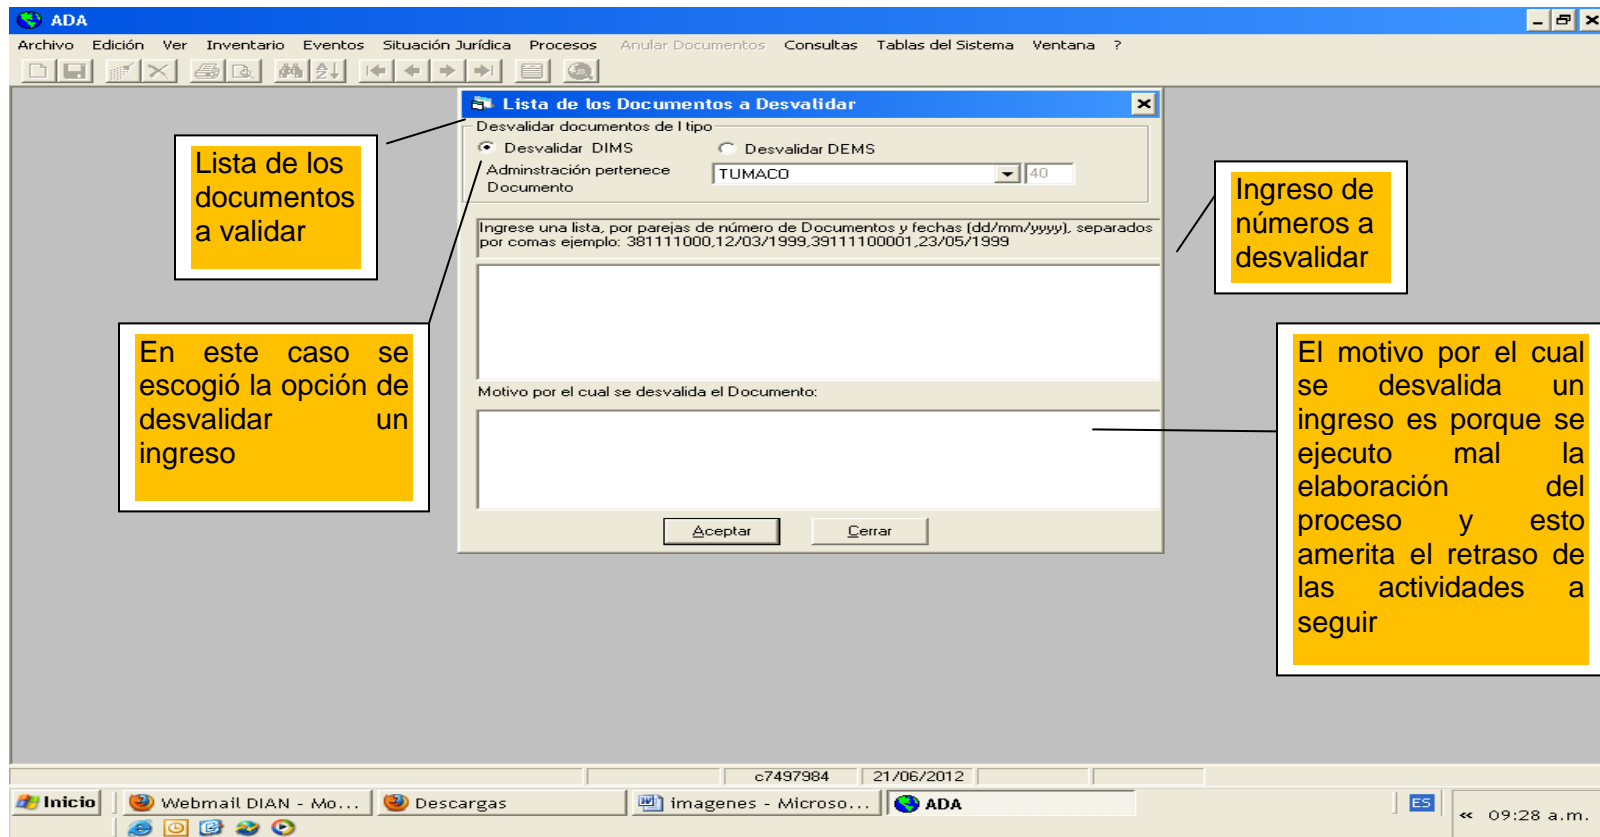 ADA
Archivo Edición Ver Inventario Eventos Situación Jurídica Procesos Anular Documentos Consultas Tablas del Sistema Ventana ?
Lista de los Documentos a Desvalidar
Desvalidar documentos de l tipo
Desvalidar DIMS
Desvalidar DEMS
Adminstración pertenece
Documento
TUMACO
40
Ingrese una lista, por parejas de número de Documentos y fechas (dd/mm/yyyy), separados
por comas ejemplo: 381111000,12/03/1999,39111100001,23/05/1999
Motivo por el cual se desvalida el Documento:
Aceptar
Cerrar
Lista de los
documentos
a validar
En este caso se
escogió la opción de
desvalidar un
ingreso
Ingreso de
números a
desvalidar
El motivo por el cual
se desvalida un
ingreso es porque se
ejecuto mal la
elaboración del
proceso y esto
amerita el retraso de
las actividades a
seguir
c7497984
21/06/2012
Inicio
Webmail DIAN - Mo...
Descargas
imagenes - Microso...
ADA
ES
« 09:28 a.m.